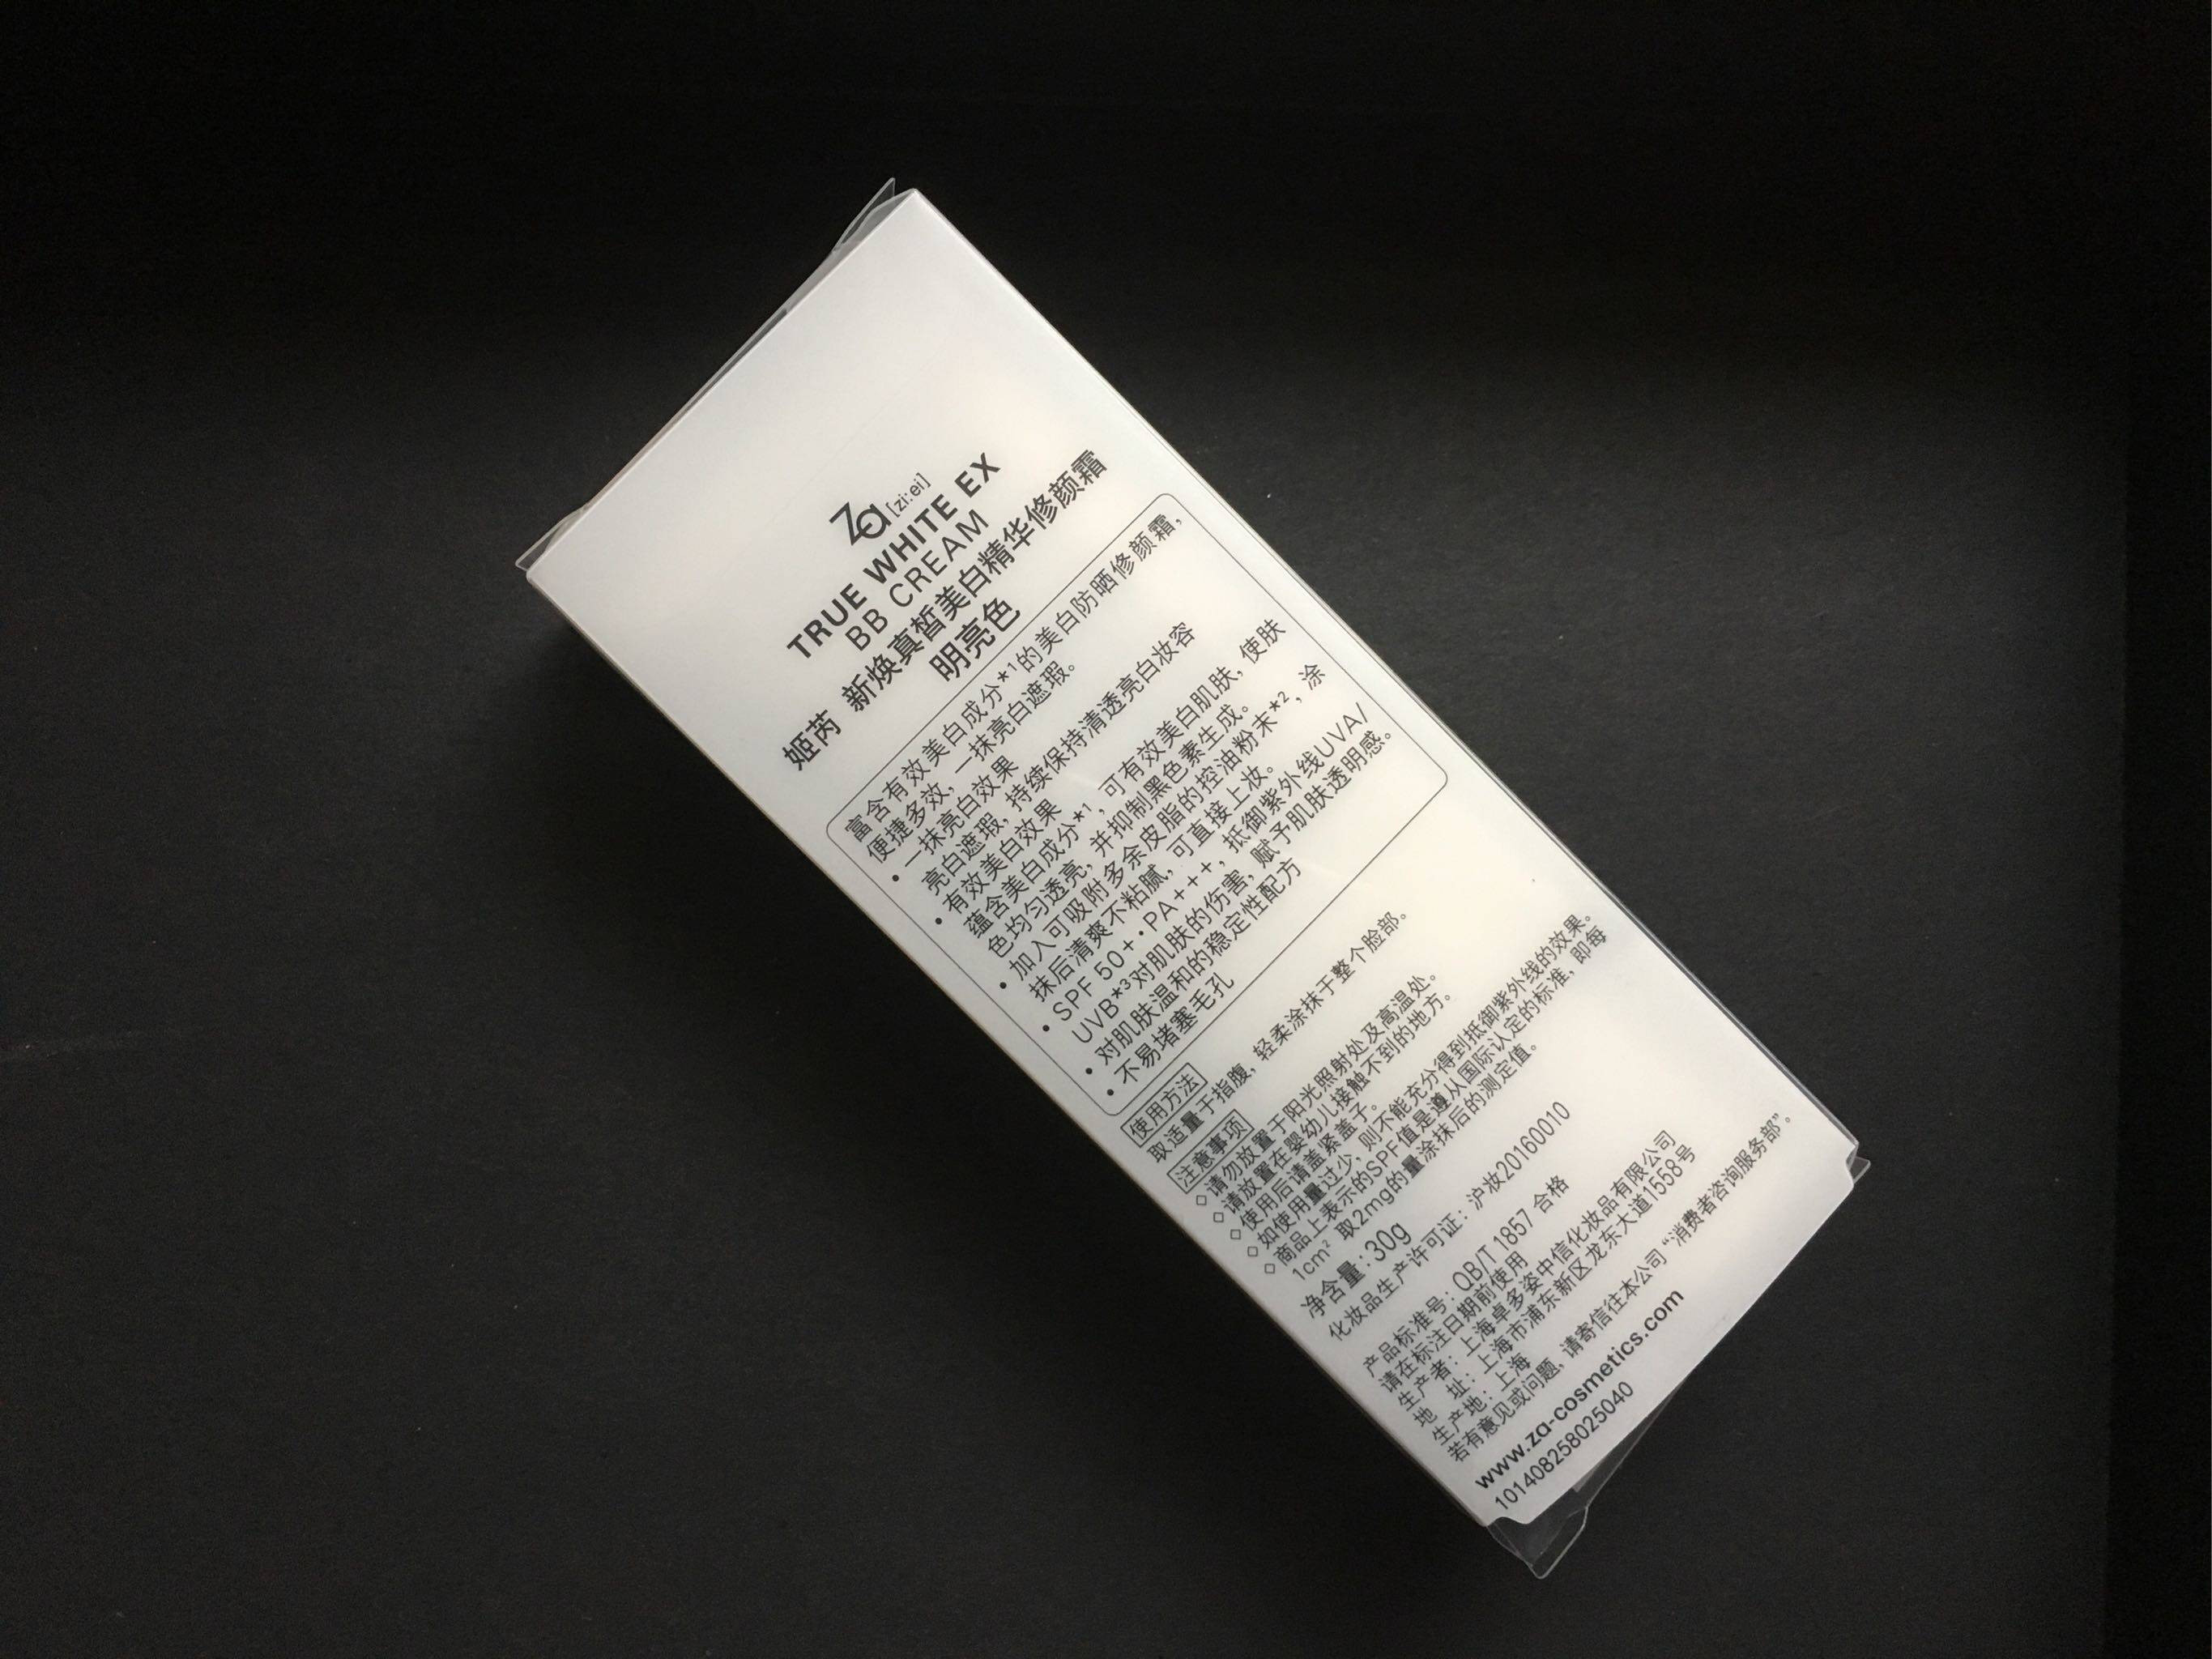 Za [zi:ei]
TRUE WHITE EX
BB CREAM
姬芮 新焕真皙美白精华修颜霜
明亮色
富含有效美白成分*1的美白防晒修颜霜,
便捷多效, 一抹亮白遮瑕。
• 一抹亮白效果
亮白遮瑕, 持续保持清透亮白妆容
• 有效美白效果
蕴含美白成分*1, 可有效美白肌肤, 使肤
色均匀透亮, 并抑制黑色素生成。
• 加入可吸附多余皮脂的控油粉末*2, 涂
抹后清爽不粘腻, 可直接上妆。
• SPF 50+・PA+++, 抵御紫外线UVA/
UVB*3对肌肤的伤害, 赋予肌肤透明感。
• 对肌肤温和的稳定性配方
• 不易堵塞毛孔
使用方法
取适量于指腹, 轻柔涂抹于整个脸部。
注意事项
◇ 请勿放置于阳光照射处及高温处。
◇ 请放置在婴幼儿接触不到的地方。
◇ 使用后请盖紧盖子。
◇ 如使用量过少, 则不能充分得到抵御紫外线的效果。
◇ 商品上表示的SPF值是遵从国际认定的标准, 即每
1cm² 取2mg的量涂抹后的测定值。
净含量: 30g
化妆品生产许可证: 沪妆20160010
产品标准号: QB/T 1857 合格
请在标注日期前使用
生产者: 上海卓多姿中信化妆品有限公司
地 址: 上海市浦东新区龙东大道1558号
生产地: 上海
若有意见或问题, 请寄信往本公司“消费者咨询服务部”。
www.za-cosmetics.com
10140825802504​0